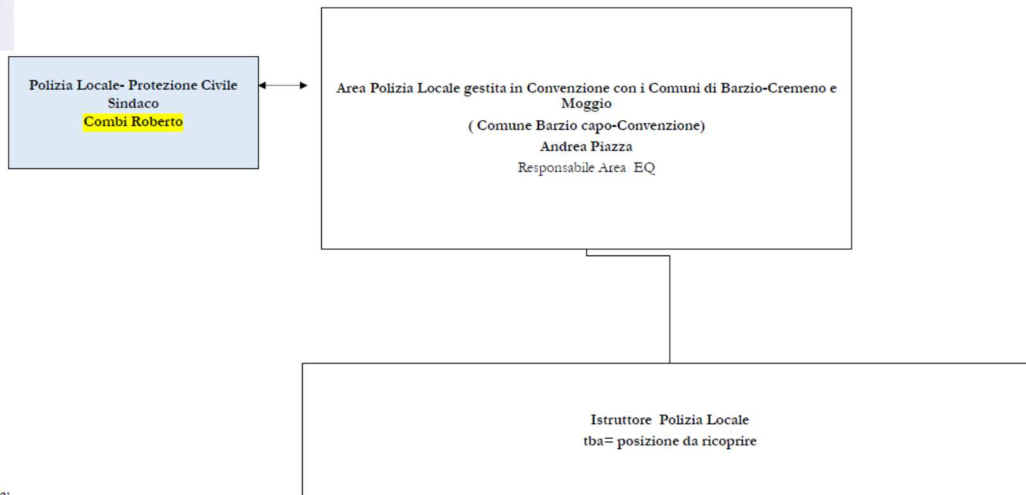 Polizia Locale- Protezione Civile
Sindaco
Combi Roberto
Area Polizia Locale gestita in Convenzione con i Comuni di Barzio-Cremeno e
Moggio
( Comune Barzio capo-Convenzione)
Andrea Piazza
Responsabile Area EQ
Istruttore Polizia Locale
tba= posizione da ricoprire